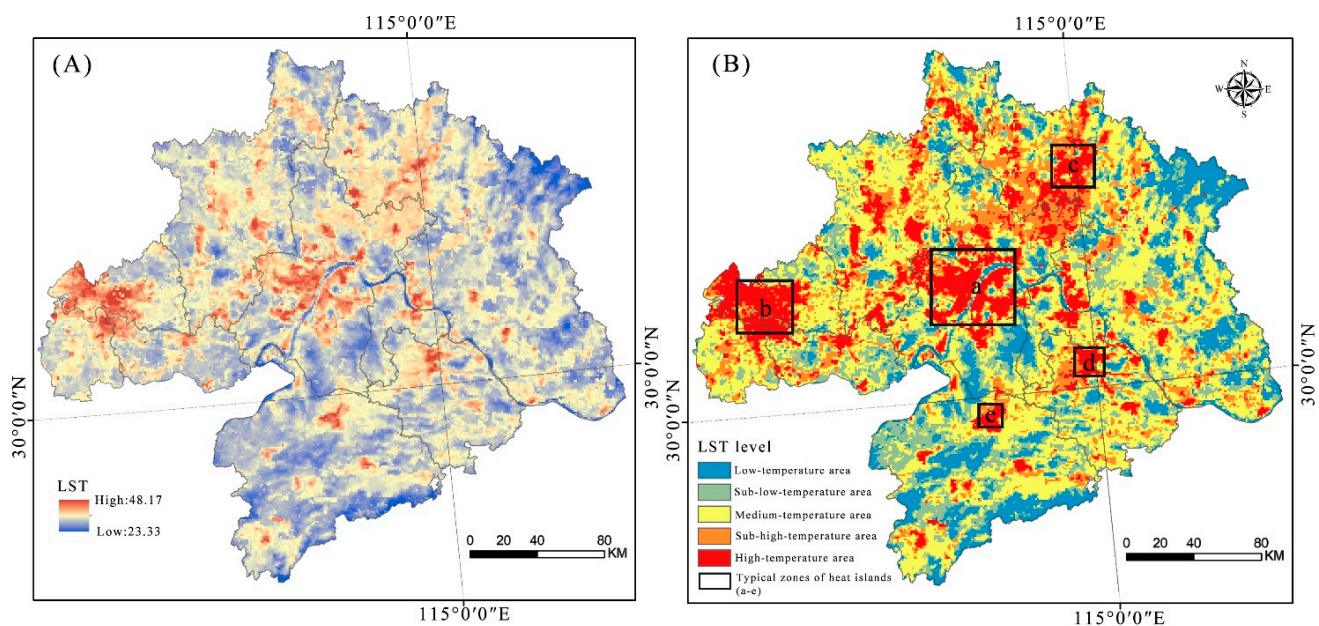 115°0'0"E
115°0'0"E
(A)
(B)
N
W E
S
c
a
b
d
e
30°0'0"N
30°0'0"N
30°0'0"N
30°0'0"N
LST
High:48.17
Low:23.33
0 20 40 80
KM
LST level
Low-temperature area
Sub-low-temperature area
Medium-temperature area
Sub-high-temperature area
High-temperature area
Typical zones of heat islands
(a-e)
0 20 40 80
KM
115°0'0"E
115°0'0"E